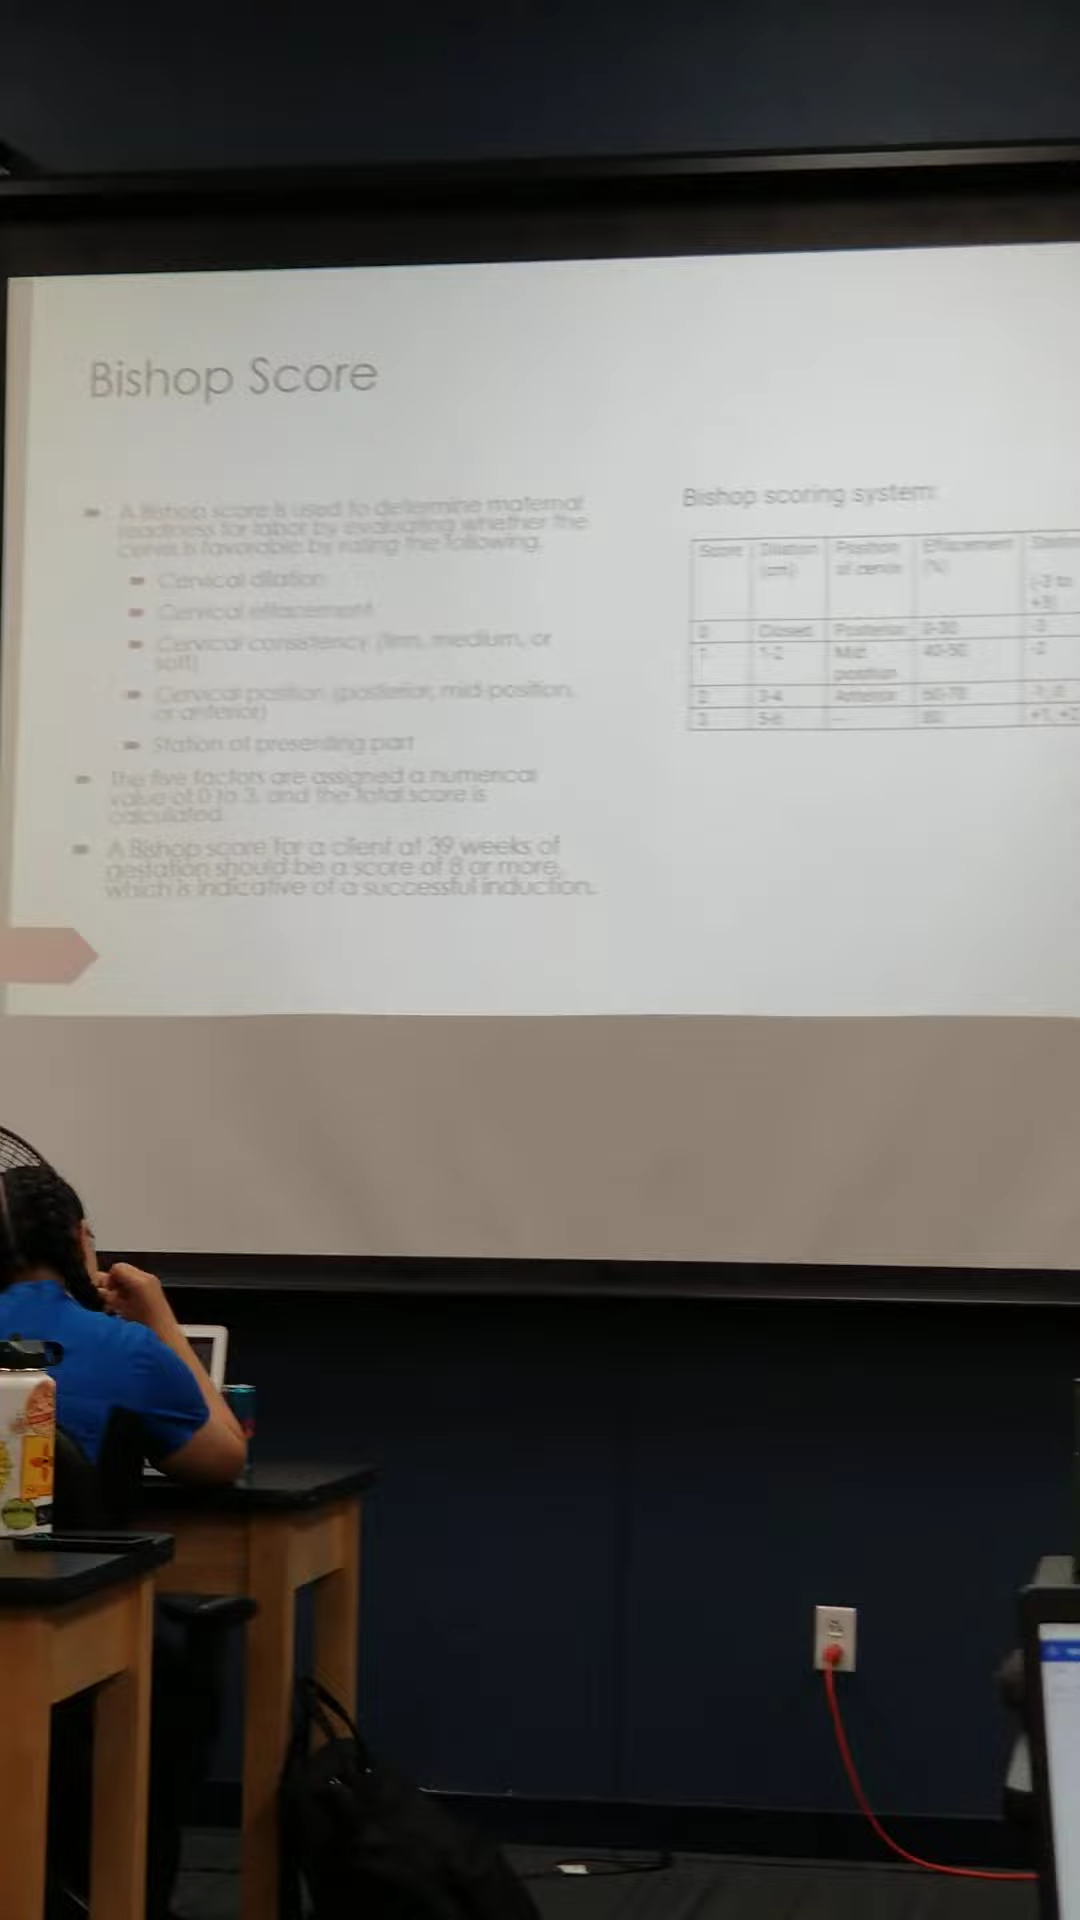 Bishop Score
A Bishop score is used to determine maternal
readiness for labor by evaluating whether the
cervix is favorable by rating the following:
Cervical dilation
Cervical effacement
Cervical consistency (firm, medium, or
soft)
Cervical position (posterior, mid-position,
or anterior)
Station of presenting part
The five factors are assigned a numerical
value of 0 to 3, and the total score is
calculated.
A Bishop score for a client at 39 weeks of
gestation should be a score of 8 or more,
which is indicative of a successful induction.
Bishop scoring system:
Score Dilation Position Effacement
(cm) of cervix (%)
(-3 to
+3)
0 Closed Posterior 0-30 -3
1 1-2 Mid 40-50 -2
position
2 3-4 Anterior 60-70
3 5-6 -- 80